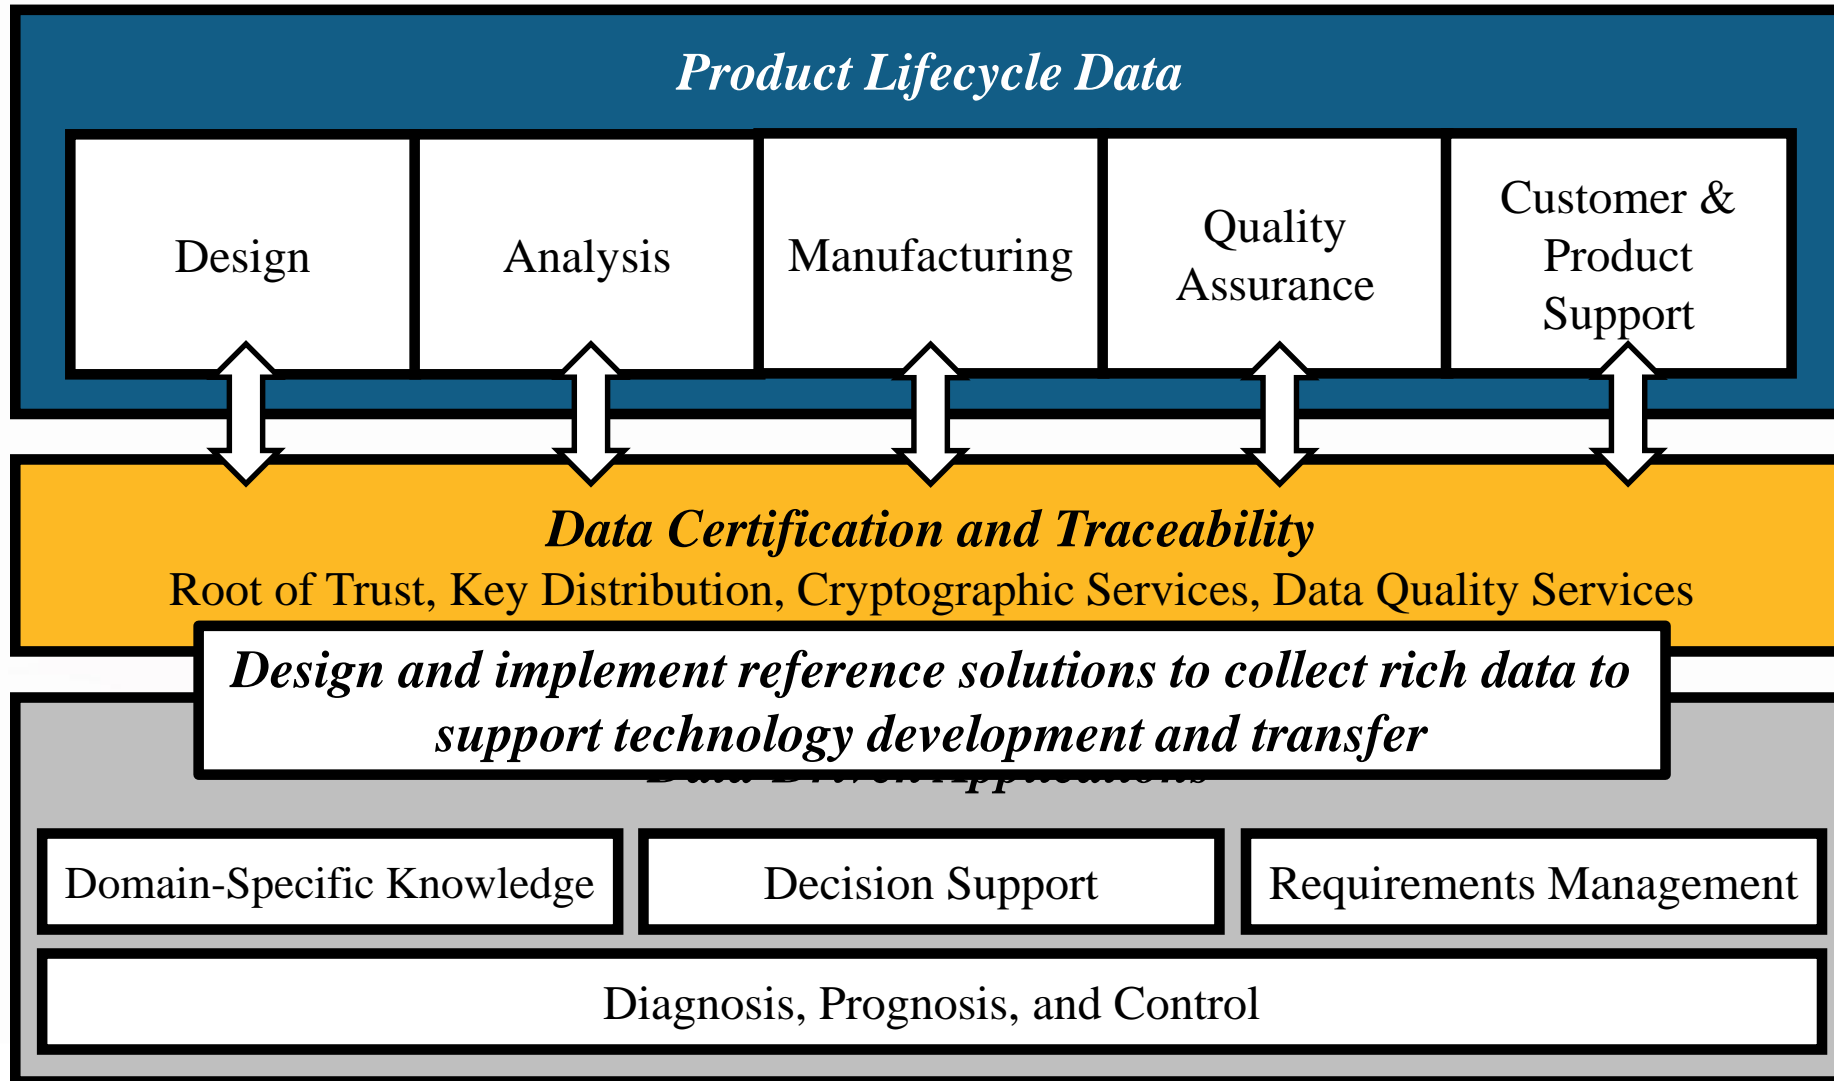 Product Lifecycle Data
Design
Analysis
Manufacturing
Quality
Assurance
Customer &
Product
Support
Data Certification and Traceability
Root of Trust, Key Distribution, Cryptographic Services, Data Quality Services
Design and implement reference solutions to collect rich data to
support technology development and transfer
Applications
Domain-Specific Knowledge
Decision Support
Requirements Management
Diagnosis, Prognosis, and Control